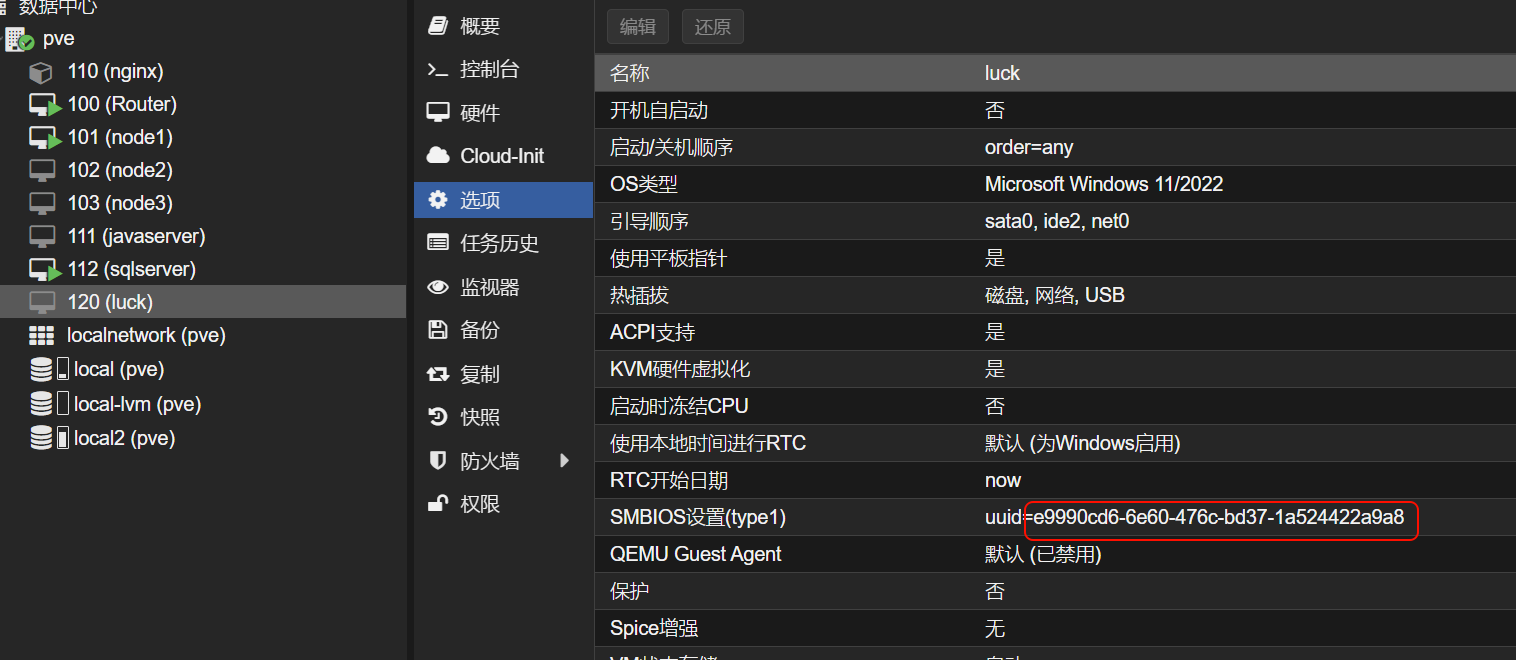 数据中心
pve
110 (nginx)
100 (Router)
101 (node1)
102 (node2)
103 (node3)
111 (javaserver)
112 (sqlserver)
120 (luck)
localnetwork (pve)
local (pve)
local-lvm (pve)
local2 (pve)
概要
控制台
硬件
Cloud-Init
选项
任务历史
监视器
备份
复制
快照
防火墙
权限
编辑 还原
名称 luck
开机自启动 否
启动/关机顺序 order=any
OS类型 Microsoft Windows 11/2022
引导顺序 sata0, ide2, net0
使用平板指针 是
热插拔 磁盘, 网络, USB
ACPI支持 是
KVM硬件虚拟化 是
启动时冻结CPU 否
使用本地时间进行RTC 默认 (为Windows启用)
RTC开始日期 now
SMBIOS设置(type1) uuid=e9990cd6-6e60-476c-bd37-1a524422a9a8
QEMU Guest Agent 默认 (已禁用)
保护 否
Spice增强 无
VM状态存储 自动